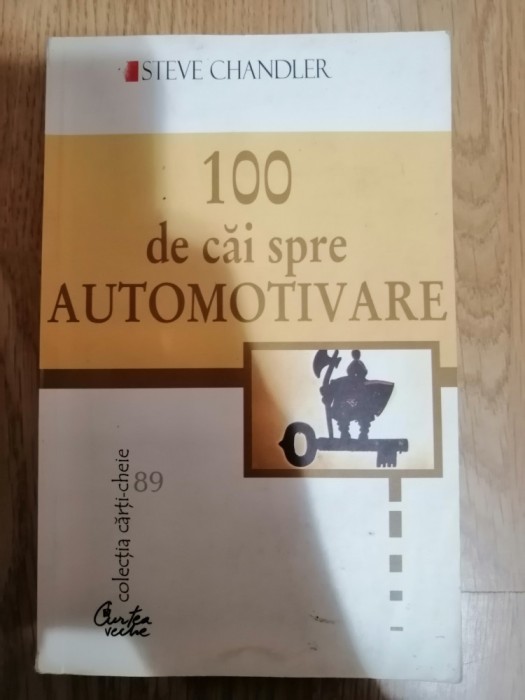 STEVE CHANDLER
100
de căi spre
AUTOMOTIVARE
colecția cărți-cheie
89
Curtea
veche